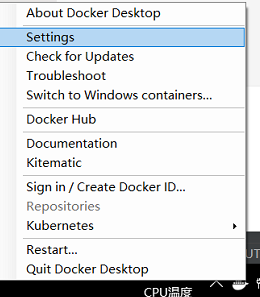 About Docker Desktop
Settings
Check for Updates
Troubleshoot
Switch to Windows containers...
Docker Hub
Documentation
Kitematic
Sign in / Create Docker ID...
Repositories
Kubernetes
Restart...
Quit Docker Desktop
UT
CPU温度